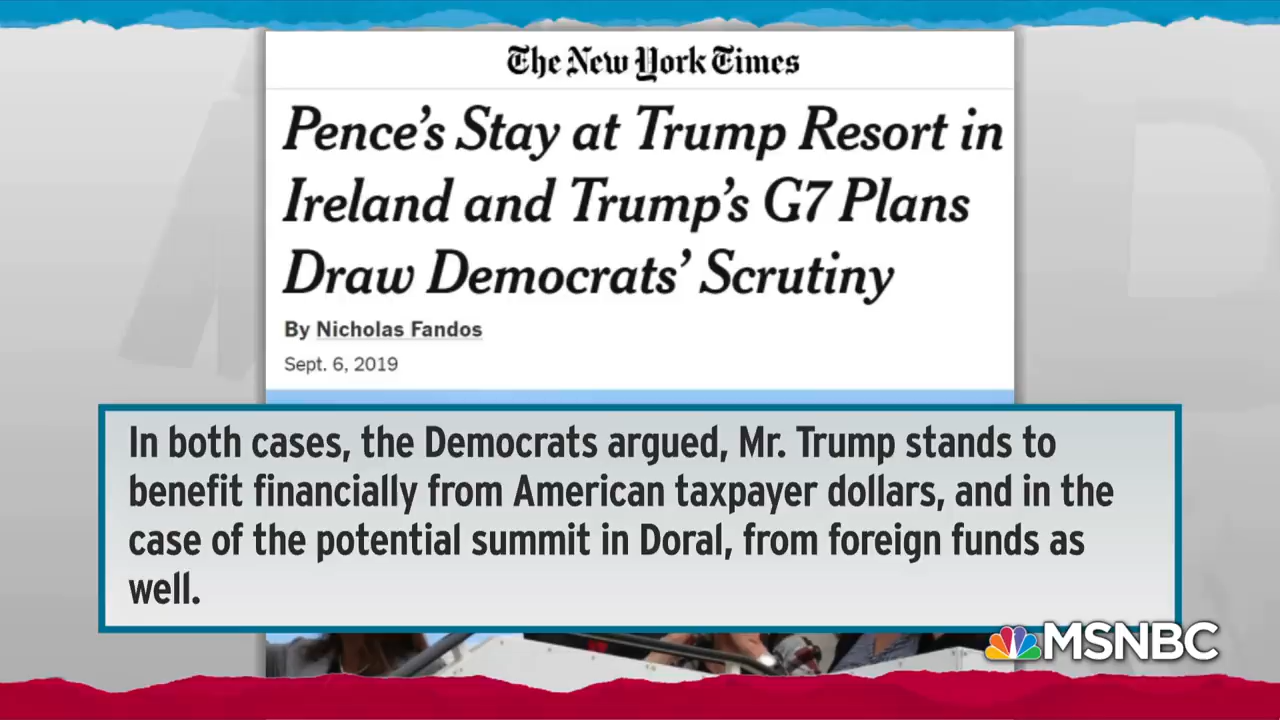 The New York Times
Pence’s Stay at Trump Resort in
Ireland and Trump’s G7 Plans
Draw Democrats’ Scrutiny
By Nicholas Fandos
Sept. 6, 2019
In both cases, the Democrats argued, Mr. Trump stands to
benefit financially from American taxpayer dollars, and in the
case of the potential summit in Doral, from foreign funds as
well.
MSNBC